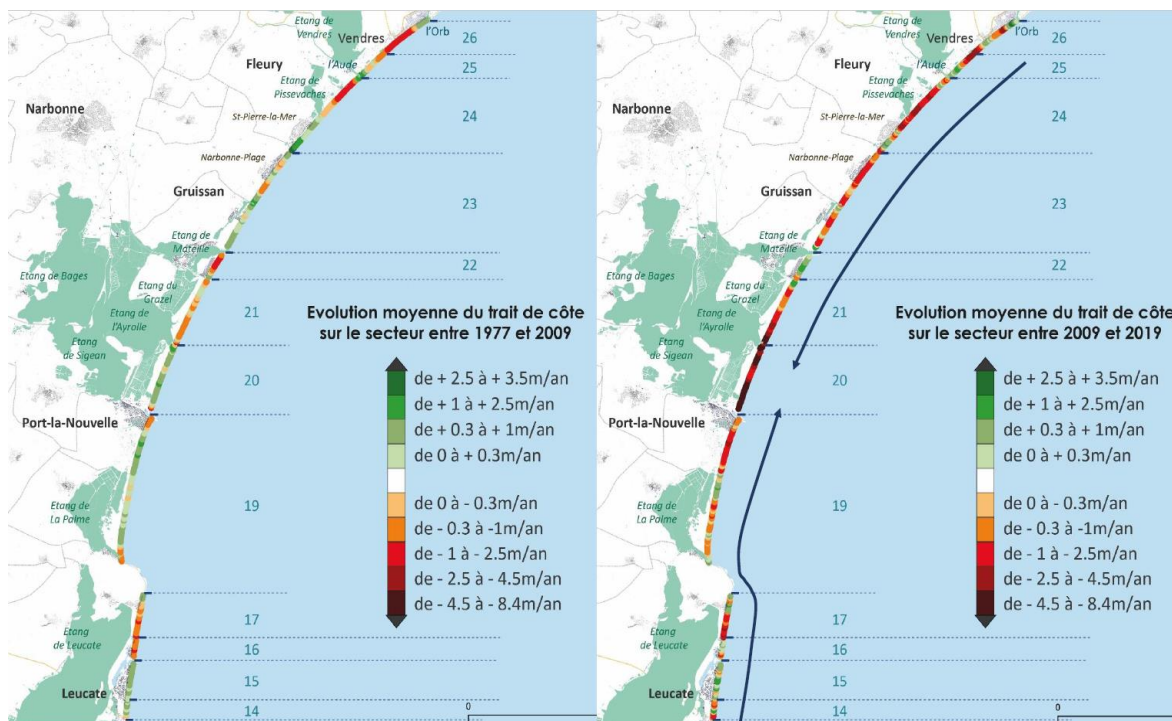 Etang de
Vendres
Vendres
l'Orb
26
l'Aude
25
Fleury
Etang de
Pissevaches
Narbonne
St-Pierre-la-Mer
24
Narbonne-Plage
Gruissan
23
Etang de
Mateille
22
Etang de Bages
Etang du
Grazel
21
Etang de
l'Ayrolle
Etang
de Sigean
20
Port-la-Nouvelle
19
Etang de
La Palme
17
Etang
de Leucate
16
15
Leucate
14
Evolution moyenne du trait de côte
sur le secteur entre 1977 et 2009
de + 2.5 à + 3.5m/an
de + 1 à + 2.5m/an
de + 0.3 à + 1m/an
de 0 à + 0.3m/an
de 0 à - 0.3m/an
de - 0.3 à -1m/an
de - 1 à - 2.5m/an
de - 2.5 à - 4.5m/an
de - 4.5 à - 8.4m/an
0
Etang de
Vendres
Vendres
l'Orb
26
l'Aude
25
Fleury
Etang de
Pissevaches
Narbonne
St-Pierre-la-Mer
24
Narbonne-Plage
Gruissan
23
Etang de
Mateille
22
Etang de Bages
Etang du
Grazel
21
Etang de
l'Ayrolle
Etang
de Sigean
20
Port-la-Nouvelle
19
Etang de
La Palme
17
Etang
de Leucate
16
15
Leucate
14
Evolution moyenne du trait de côte
sur le secteur entre 2009 et 2019
de + 2.5 à + 3.5m/an
de + 1 à + 2.5m/an
de + 0.3 à + 1m/an
de 0 à + 0.3m/an
de 0 à - 0.3m/an
de - 0.3 à -1m/an
de - 1 à - 2.5m/an
de - 2.5 à - 4.5m/an
de - 4.5 à - 8.4m/an
0